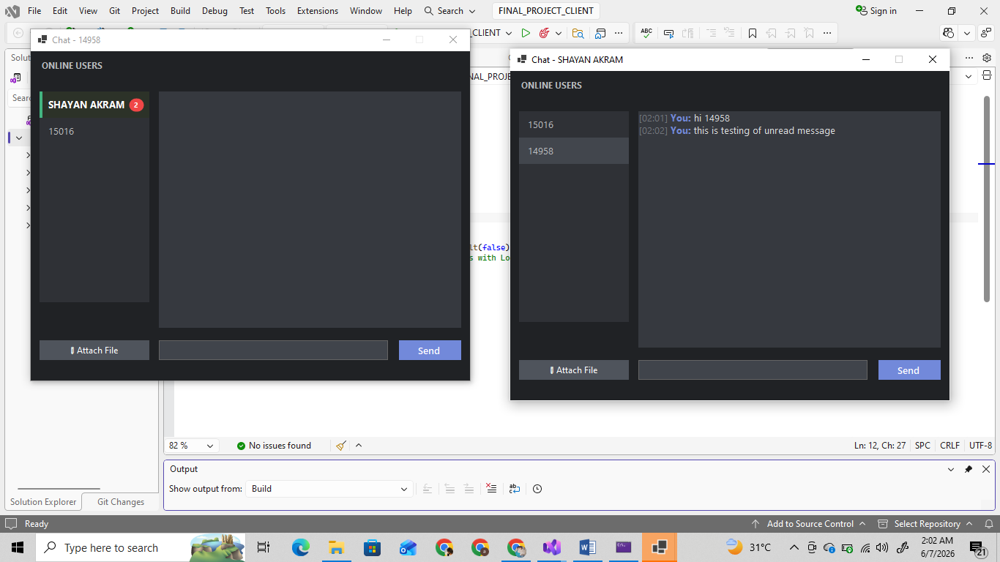 File Edit View Git Project Build Debug Test Tools Extensions Window Help Search FINAL_PROJECT_CLIENT Sign in
Chat - 14958
ONLINE USERS
SHAYAN AKRAM 2
15016
Attach File
Send
_CLIENT
Chat - SHAYAN AKRAM
ONLINE USERS
15016
14958
[02:01] You: hi 14958
[02:02] You: this is testing of unread message
Attach File
Send
Solut
Sear
NAL_PROJE
lt(false)
s with Lo
82 % No issues found Ln: 12, Ch: 27 SPC CRLF UTF-8
Output
Show output from: Build
Solution Explorer Git Changes
Ready Add to Source Control Select Repository
Type here to search 31°C 2:02 AM
6/7/2026
21